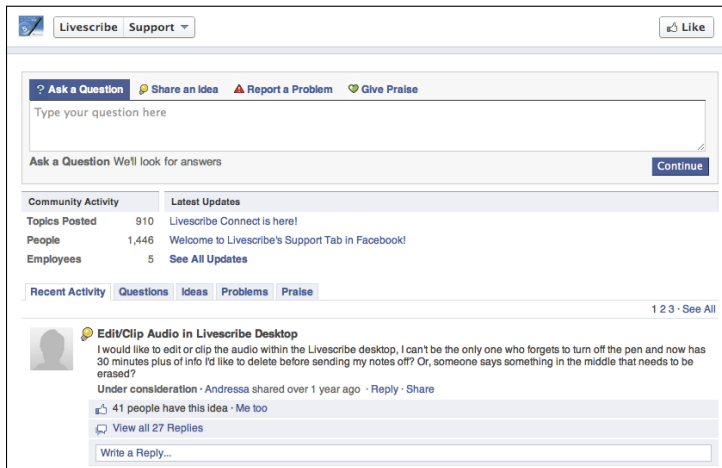 Livescribe Support
Like
? Ask a Question Share an Idea Report a Problem Give Praise
Type your question here
Ask a Question We'll look for answers
Continue
Community Activity Latest Updates
Topics Posted 910 Livescribe Connect is here!
People 1,446 Welcome to Livescribe's Support Tab in Facebook!
Employees 5 See All Updates
Recent Activity Questions Ideas Problems Praise
1 2 3 · See All
Edit/Clip Audio in Livescribe Desktop
I would like to edit or clip the audio within the Livescribe desktop, I can't be the only one who forgets to turn off the pen and now has
30 minutes plus of info I'd like to delete before sending my notes off? Or, someone says something in the middle that needs to be
erased?
Under consideration · Andressa shared over 1 year ago · Reply · Share
41 people have this idea · Me too
View all 27 Replies
Write a Reply...